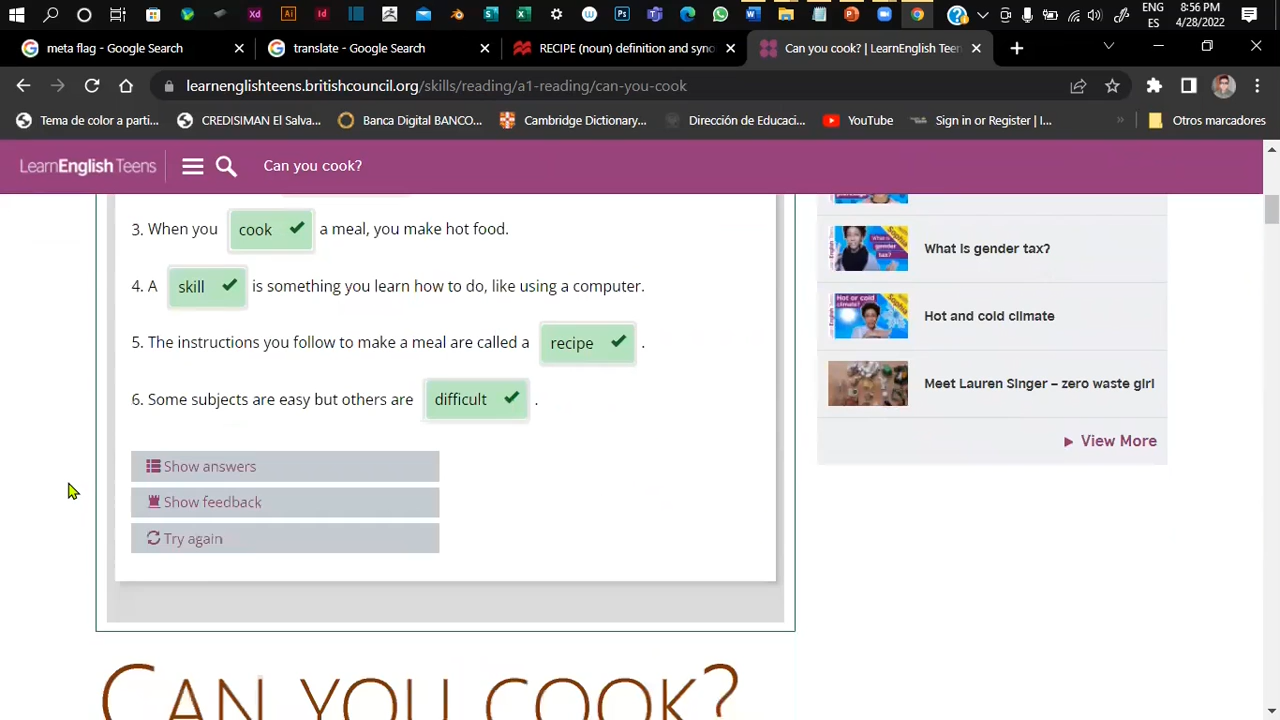 ENG
ES
8:56 PM
4/28/2022
meta flag - Google Search
translate - Google Search
RECIPE (noun) definition and syno
Can you cook? | LearnEnglish Teen
learnenglishteens.britishcouncil.org/skills/reading/a1-reading/can-you-cook
Tema de color a parti...
CREDISIMAN El Salva...
Banca Digital BANCO...
Cambridge Dictionary...
Dirección de Educaci...
YouTube
Sign in or Register | I...
»
Otros marcadores
LearnEnglish Teens
Can you cook?
3. When you cook a meal, you make hot food.
4. A skill is something you learn how to do, like using a computer.
5. The instructions you follow to make a meal are called a recipe .
6. Some subjects are easy but others are difficult .
Show answers
Show feedback
Try again
CAN YOU COOK?
What is gender tax?
Hot and cold climate
Meet Lauren Singer – zero waste girl
View More